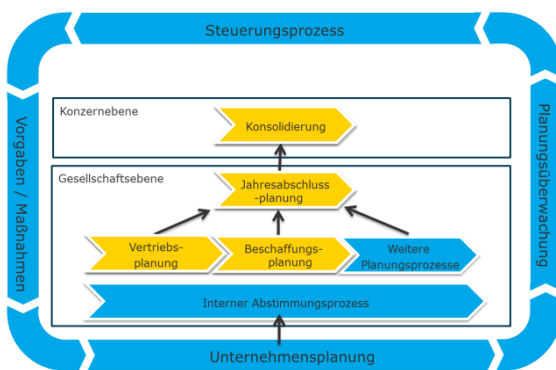 Steuerungsprozess
Vorgaben / Maßnahmen
Planungsüberwachung
Konzernebene
Konsolidierung
Gesellschaftsebene
Jahresabschluss
-planung
Vertriebs-
planung
Beschaffungs-
planung
Weitere
Planungsprozesse
Interner Abstimmungsprozess
Unternehmensplanung